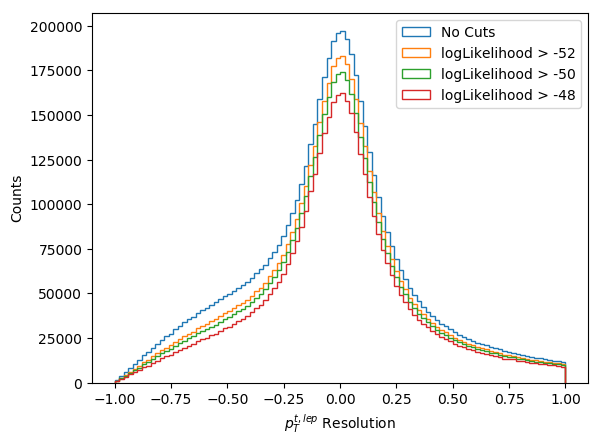 200000
175000
150000
125000
100000
75000
50000
25000
0
Counts
No Cuts
logLikelihood > -52
logLikelihood > -50
logLikelihood > -48
−1.00 −0.75 −0.50 −0.25 0.00 0.25 0.50 0.75 1.00
$p_T^{t,lep}$ Resolution